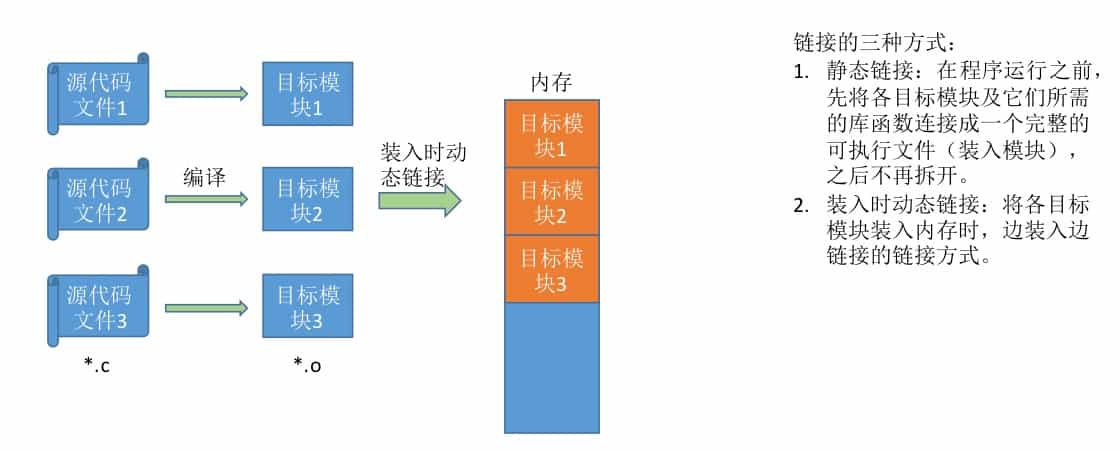 源代码
文件1
目标模
块1
源代码
文件2
编译
目标模
块2
装入时动
态链接
源代码
文件3
目标模
块3
*.c
*.o
内存
目标模
块1
目标模
块2
目标模
块3
链接的三种方式：
1. 静态链接：在程序运行之前，
先将各目标模块及它们所需
的库函数连接成一个完整的
可执行文件（装入模块），
之后不再拆开。
2. 装入时动态链接：将各目标
模块装入内存时，边装入边
链接的链接方式。